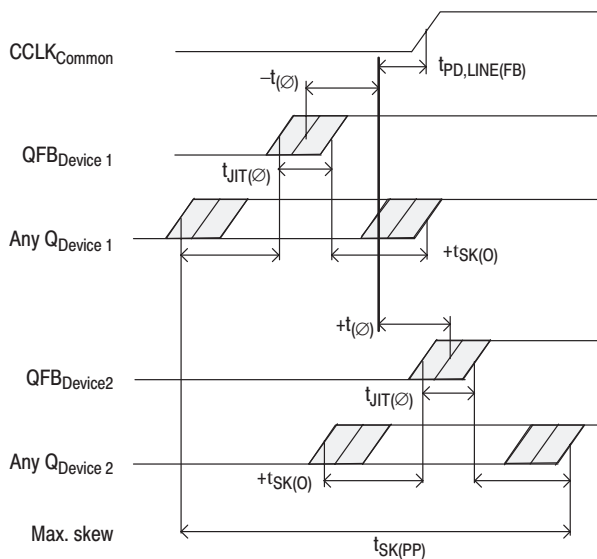 CCLKCommon
tPD,LINE(FB)
–t(∅)
QFBDevice 1
tJIT(∅)
Any QDevice 1
+tSK(O)
+t(∅)
QFBDevice2
tJIT(∅)
Any QDevice 2
+tSK(O)
Max. skew
tSK(PP)